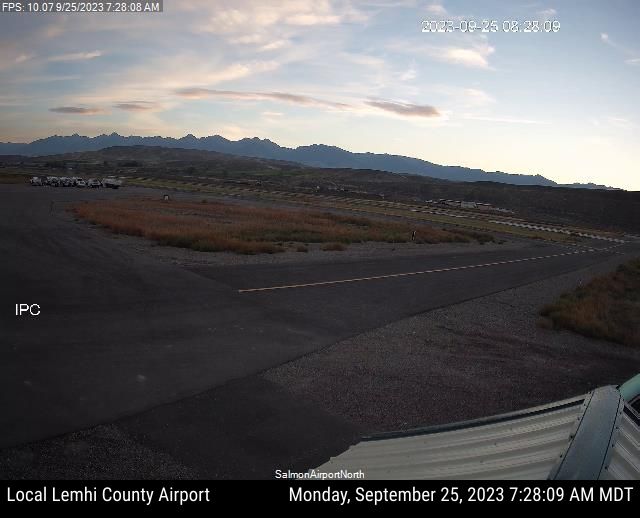 FPS: 10.07 9/25/2023 7:28:08 AM
2023-09-25 08:28:09
IPC
SalmonAirportNorth
Local Lemhi County Airport
Monday, September 25, 2023 7:28:09 AM MDT